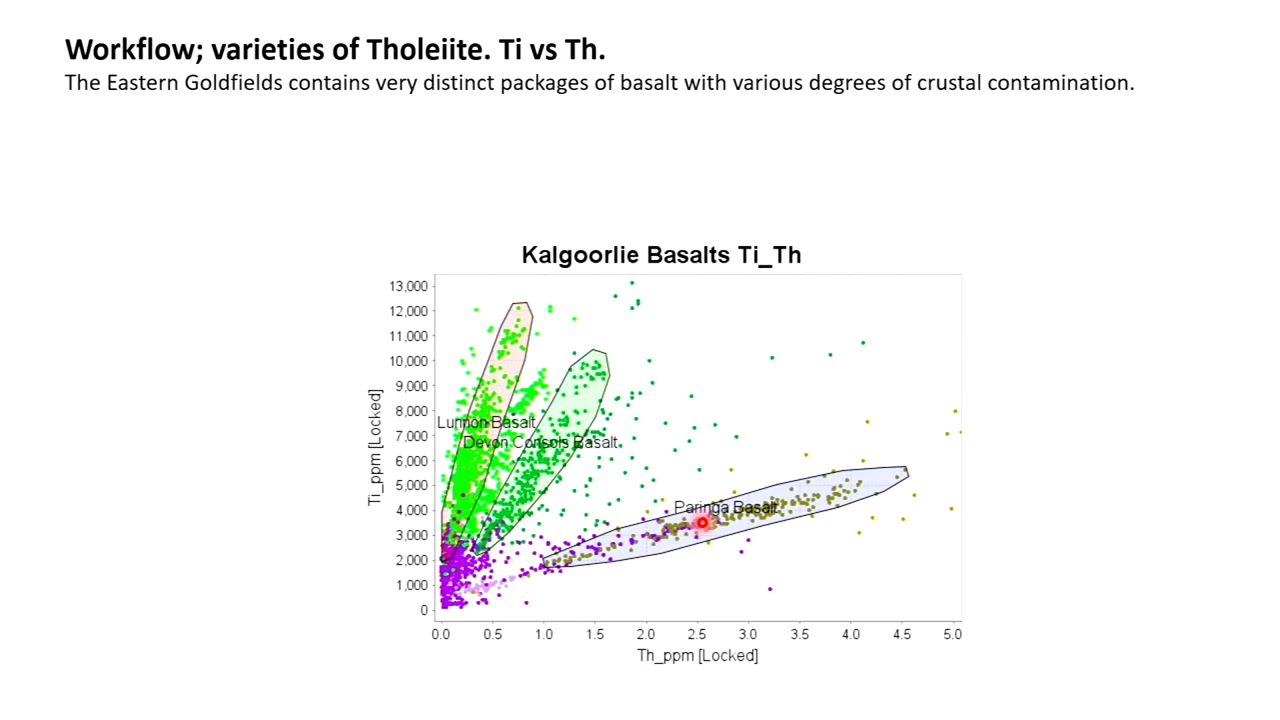 Workflow; varieties of Tholeiite. Ti vs Th.
The Eastern Goldfields contains very distinct packages of basalt with various degrees of crustal contamination.
Kalgoorlie Basalts Ti_Th
13,000
12,000
11,000
10,000
9,000
8,000
7,000
6,000
5,000
4,000
3,000
2,000
1,000
0
Ti_ppm [Locked]
Lunnon Basalt
Devon Consols Basalt
Paringa Basalt
0.0 0.5 1.0 1.5 2.0 2.5 3.0 3.5 4.0 4.5 5.0
Th_ppm [Locked]